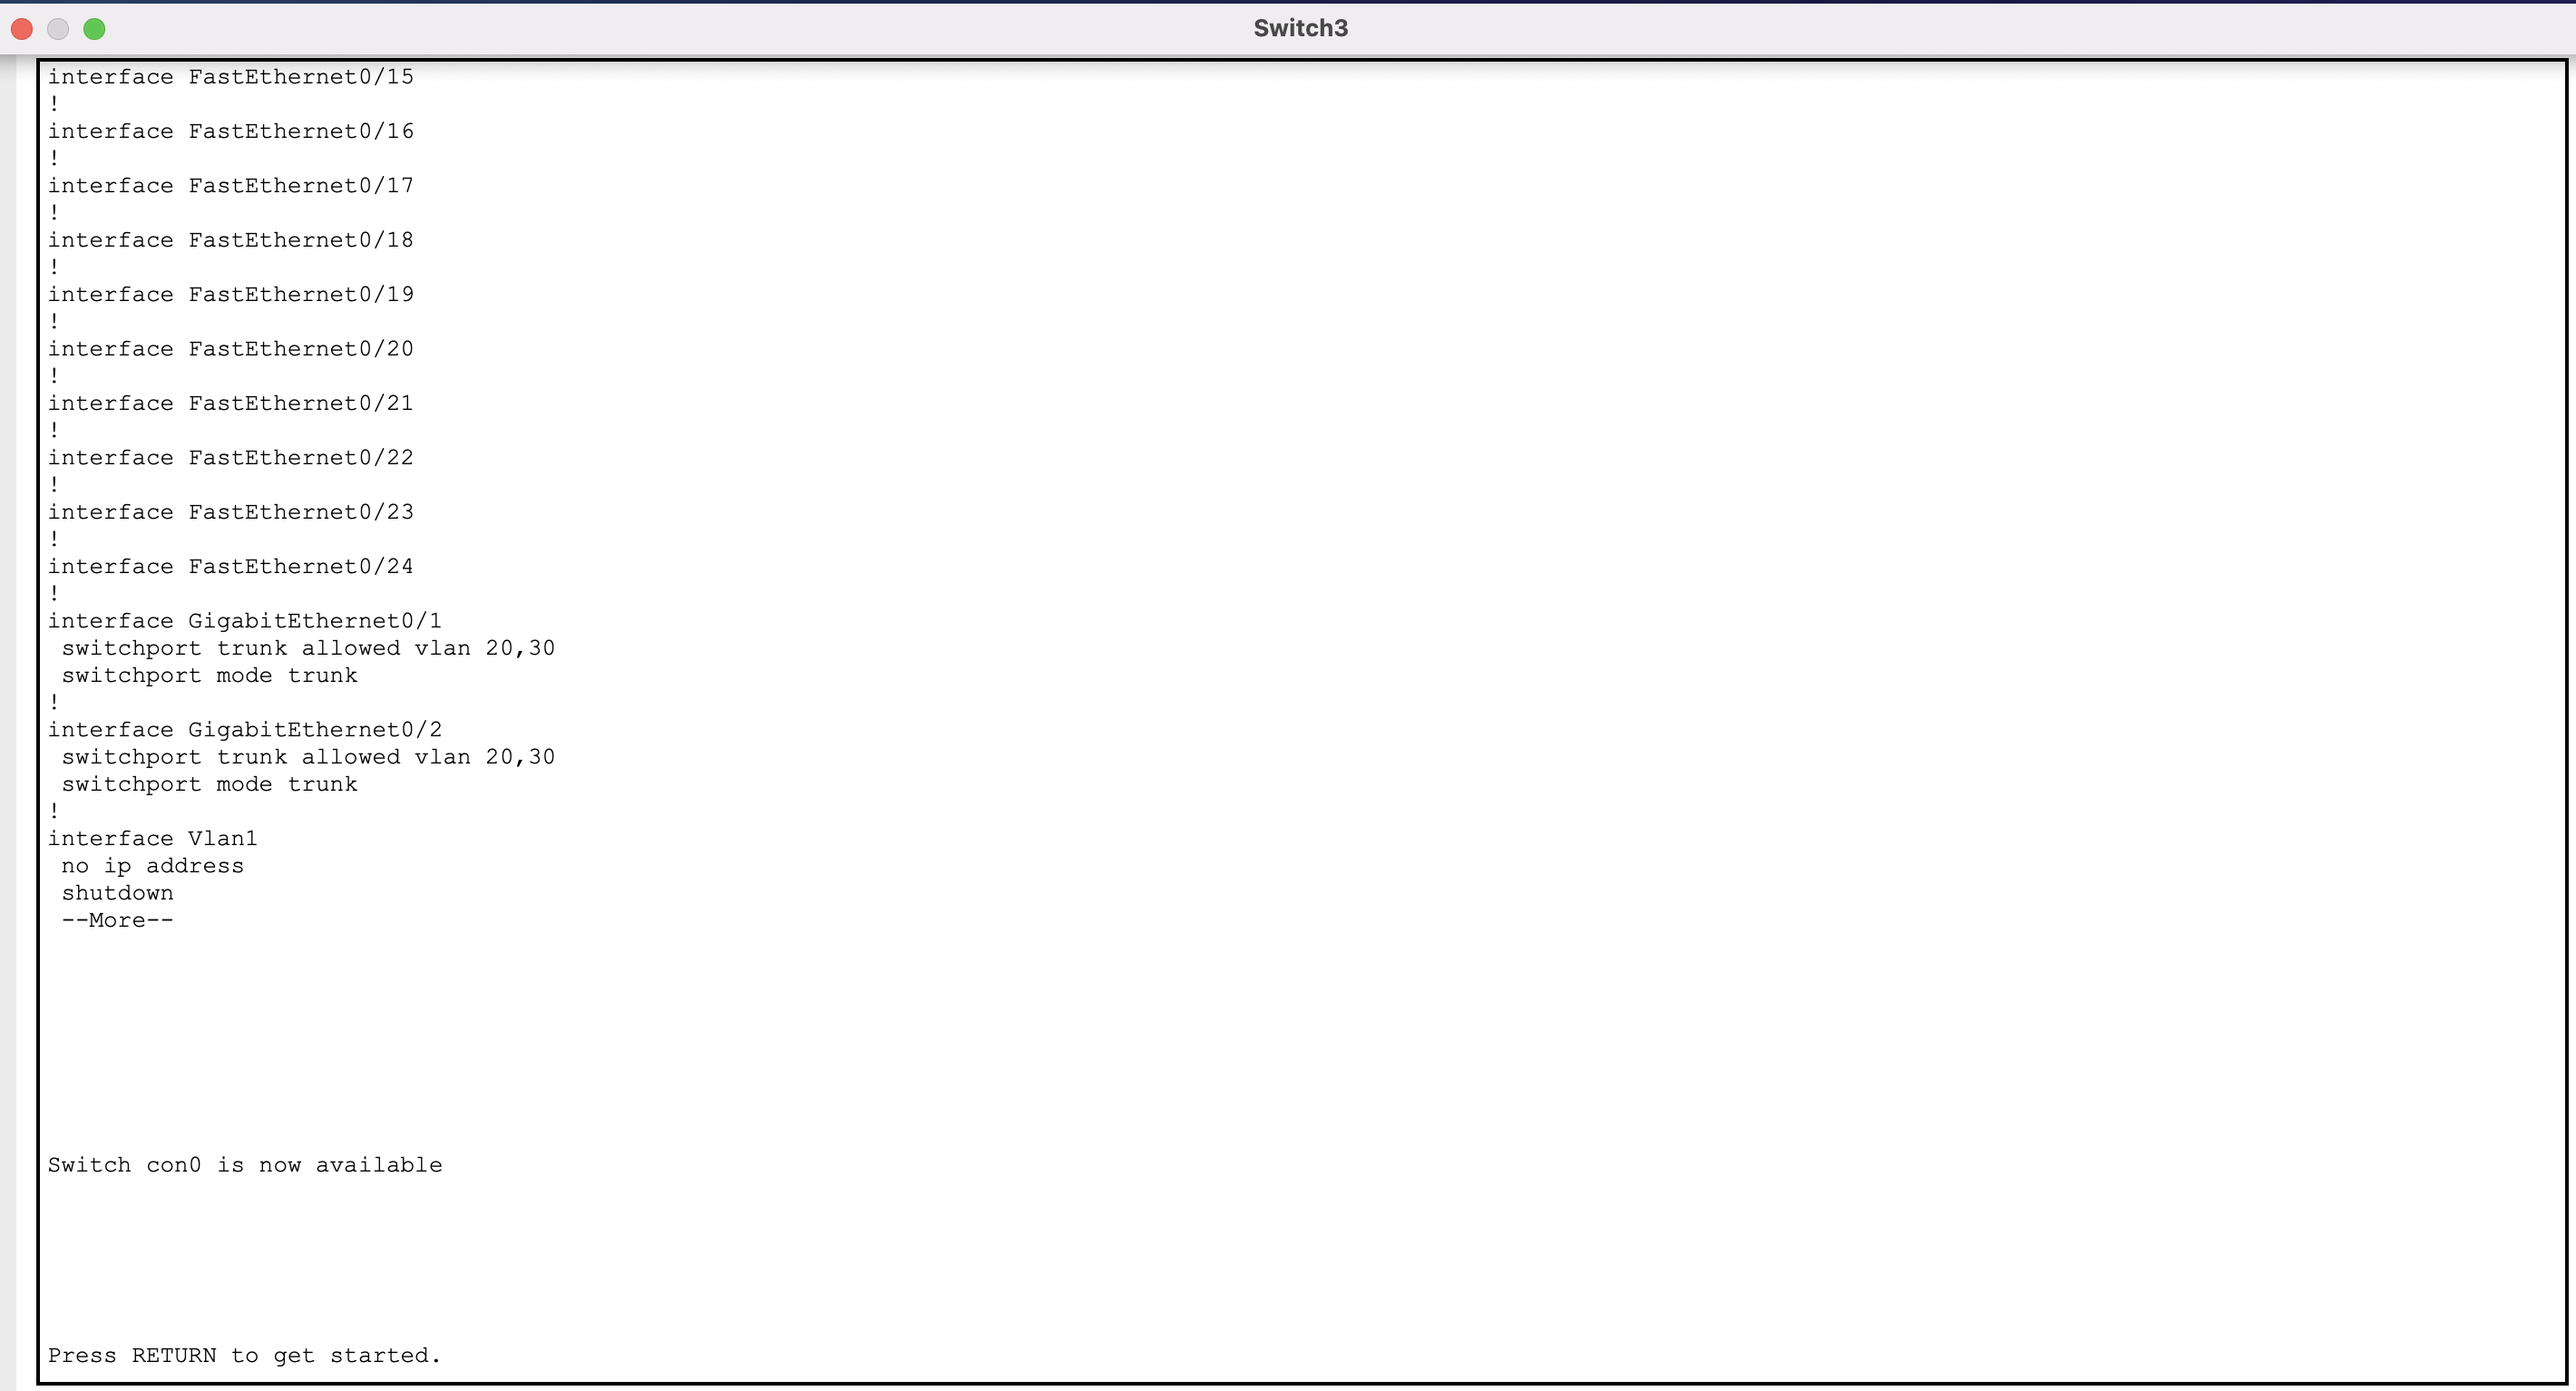 Switch3
interface FastEthernet0/15
!
interface FastEthernet0/16
!
interface FastEthernet0/17
!
interface FastEthernet0/18
!
interface FastEthernet0/19
!
interface FastEthernet0/20
!
interface FastEthernet0/21
!
interface FastEthernet0/22
!
interface FastEthernet0/23
!
interface FastEthernet0/24
!
interface GigabitEthernet0/1
 switchport trunk allowed vlan 20,30
 switchport mode trunk
!
interface GigabitEthernet0/2
 switchport trunk allowed vlan 20,30
 switchport mode trunk
!
interface Vlan1
 no ip address
 shutdown
 --More--
Switch con0 is now available
Press RETURN to get started.